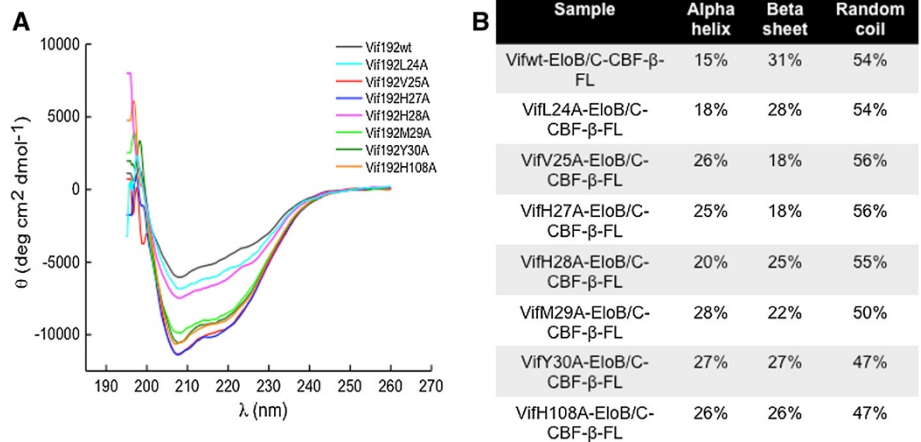 A
10000
5000
0
-5000
-10000
θ (deg cm2 dmol-1)
190 200 210 220 230 240 250 260 270
λ (nm)
Vif192wt
Vif192L24A
Vif192V25A
Vif192H27A
Vif192H28A
Vif192M29A
Vif192Y30A
Vif192H108A
B
Sample Alpha helix Beta sheet Random coil
Vifwt-EloB/C-CBF-β-FL 15% 31% 54%
VifL24A-EloB/C-CBF-β-FL 18% 28% 54%
VifV25A-EloB/C-CBF-β-FL 26% 18% 56%
VifH27A-EloB/C-CBF-β-FL 25% 18% 56%
VifH28A-EloB/C-CBF-β-FL 20% 25% 55%
VifM29A-EloB/C-CBF-β-FL 28% 22% 50%
VifY30A-EloB/C-CBF-β-FL 27% 27% 47%
VifH108A-EloB/C-CBF-β-FL 26% 26% 47%